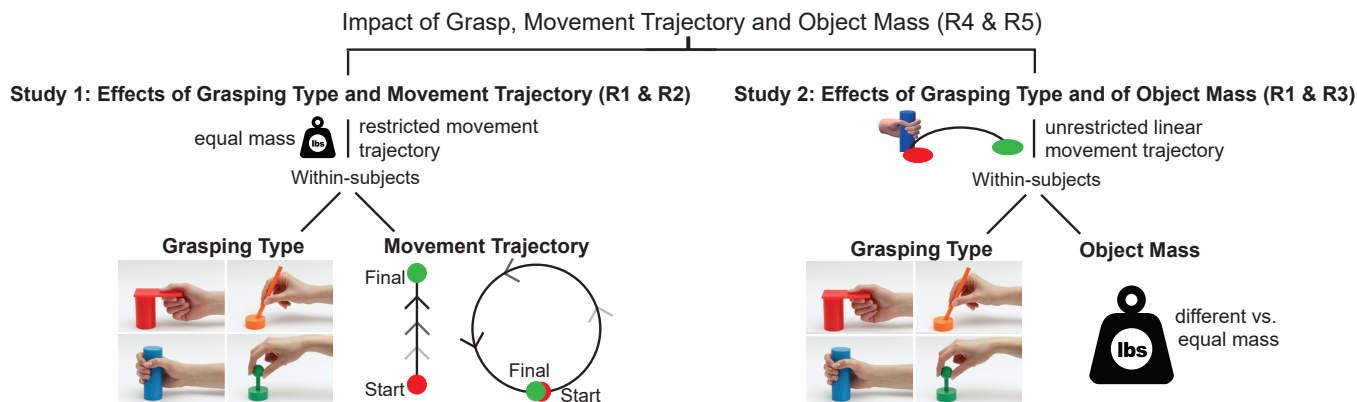 Impact of Grasp, Movement Trajectory and Object Mass (R4 & R5)
Study 1: Effects of Grasping Type and Movement Trajectory (R1 & R2)
equal mass
lbs
restricted movement
trajectory
Within-subjects
Grasping Type
Movement Trajectory
Final
Start
Final
Start
Study 2: Effects of Grasping Type and of Object Mass (R1 & R3)
unrestricted linear
movement trajectory
Within-subjects
Grasping Type
Object Mass
lbs
different vs.
equal mass